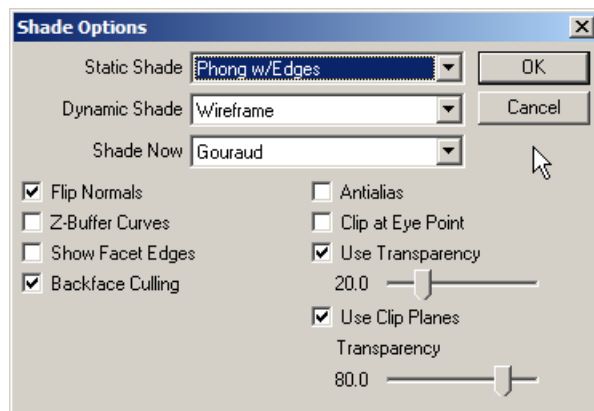 Shade Options
Static Shade Phong w/Edges OK
Dynamic Shade Wireframe Cancel
Shade Now Gouraud
Flip Normals
Z-Buffer Curves
Show Facet Edges
Backface Culling
Antialias
Clip at Eye Point
Use Transparency
20.0
Use Clip Planes
Transparency
80.0